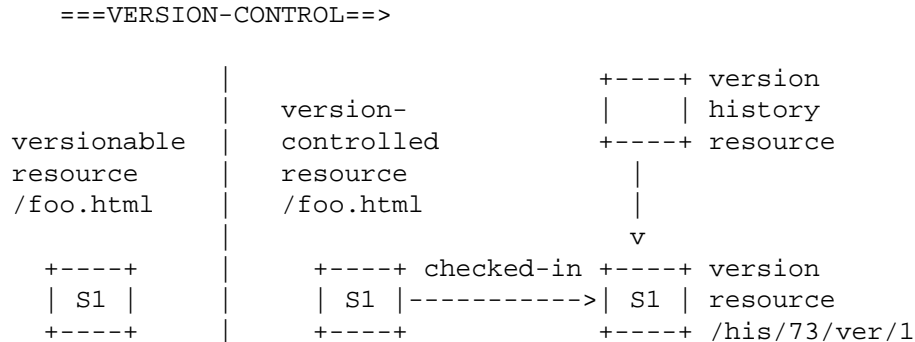 ===VERSION-CONTROL==>
                |                         +----+ version
                |   version-              |    | history
versionable     |   controlled            +----+ resource
resource        |   resource                 |
/foo.html       |   /foo.html                |
                |                            v
  +----+        |     +----+ checked-in   +----+ version
  | S1 |        |     | S1 |----------->| S1 | resource
  +----+        |     +----+              +----+ /his/73/ver/1